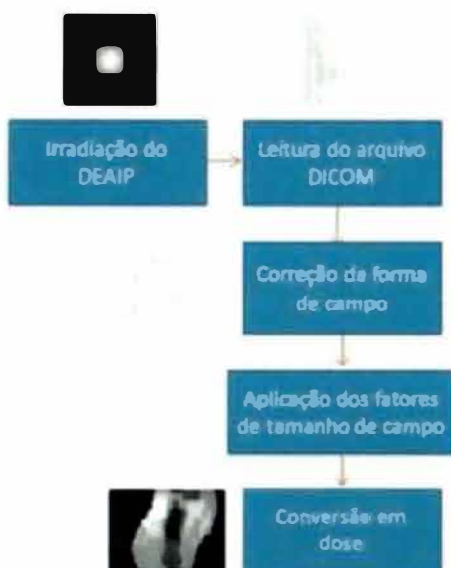 Irradiação do
DEAIP
Leitura do arquivo
DICOM
Correção da forma
de campo
Aplicação dos fatores
de tamanho de campo
Conversão em
dose